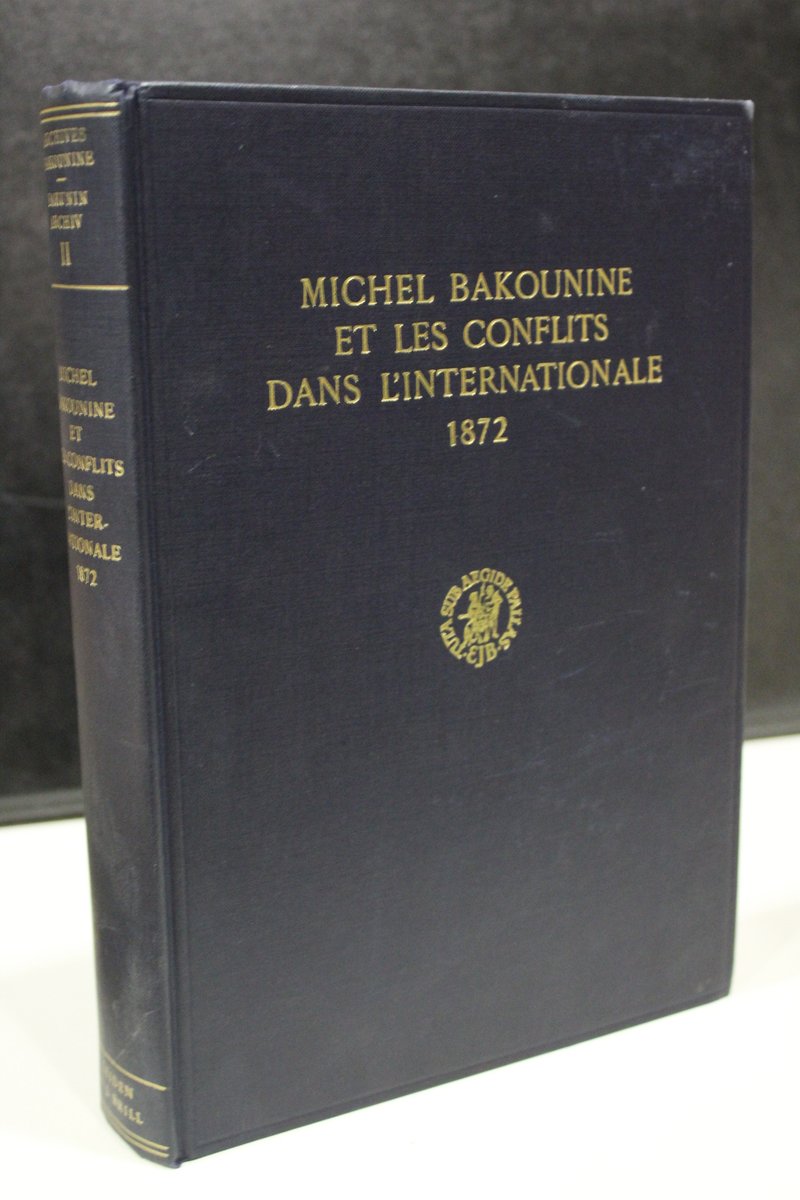 ARCHIVES
BAKOUNINE
BAKUNIN
ARCHIV
II
MICHEL
BAKOUNINE
ET
CONFLITS
DANS
INTER-
NATIONALE
1872
LEIDEN
BRILL
MICHEL BAKOUNINE
ET LES CONFLITS
DANS L'INTERNATIONALE
1872
TUTA SUB AEGIDE PALLAS
EJB